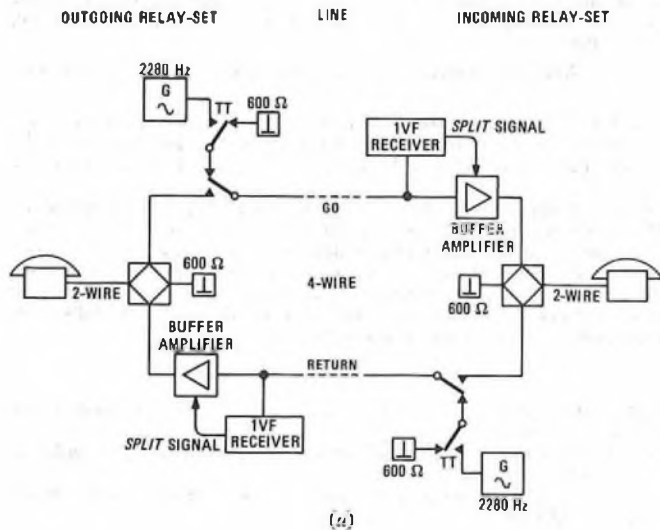 OUTGOING RELAY-SET LINE INCOMING RELAY-SET
2280 Hz
G
TT
600 Ω
1VF
RECEIVER
SPLIT SIGNAL
GO
BUFFER
AMPLIFIER
600 Ω
2-WIRE
4-WIRE
600 Ω
2-WIRE
BUFFER
AMPLIFIER
RETURN
SPLIT SIGNAL
1VF
RECEIVER
600 Ω
TT
G
2280 Hz
(a)